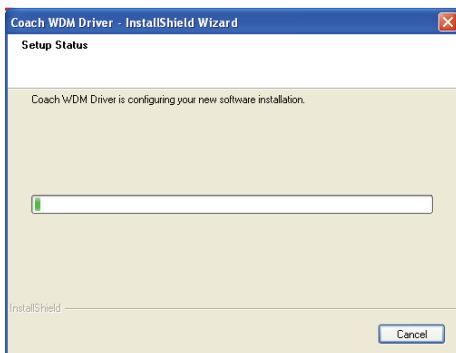 Coach WDM Driver - InstallShield Wizard
Setup Status
Coach WDM Driver is configuring your new software installation.
InstallShield
Cancel